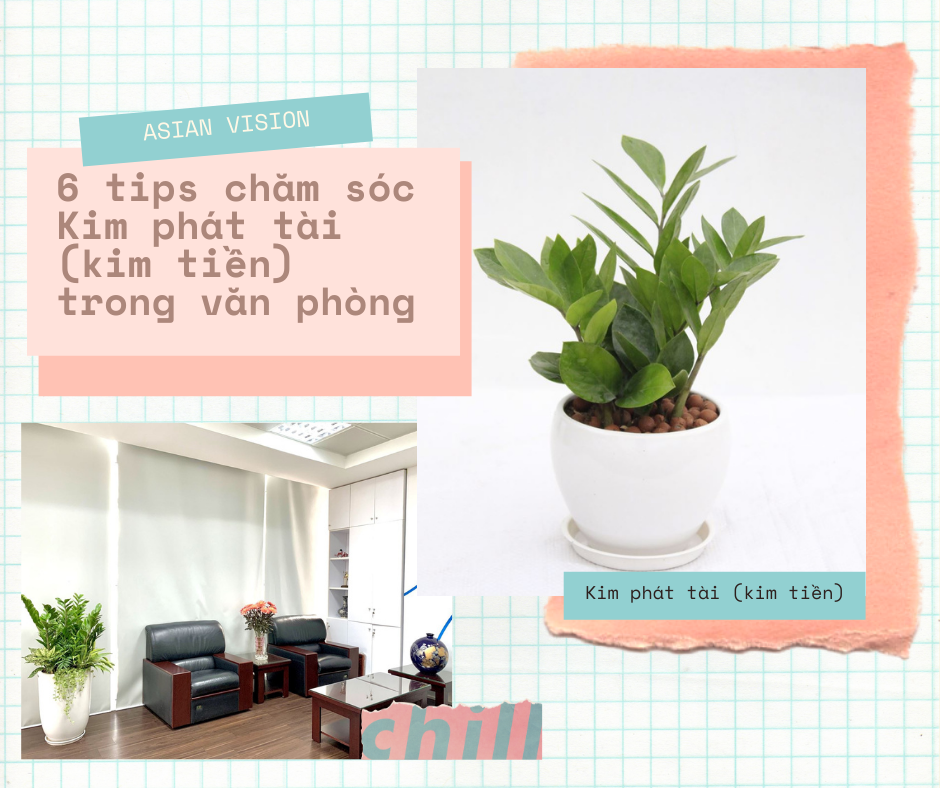 ASIAN VISION
6 tips chăm sóc
Kim phát tài
(kim tiền)
trong văn phòng
Kim phát tài (kim tiền)
chill